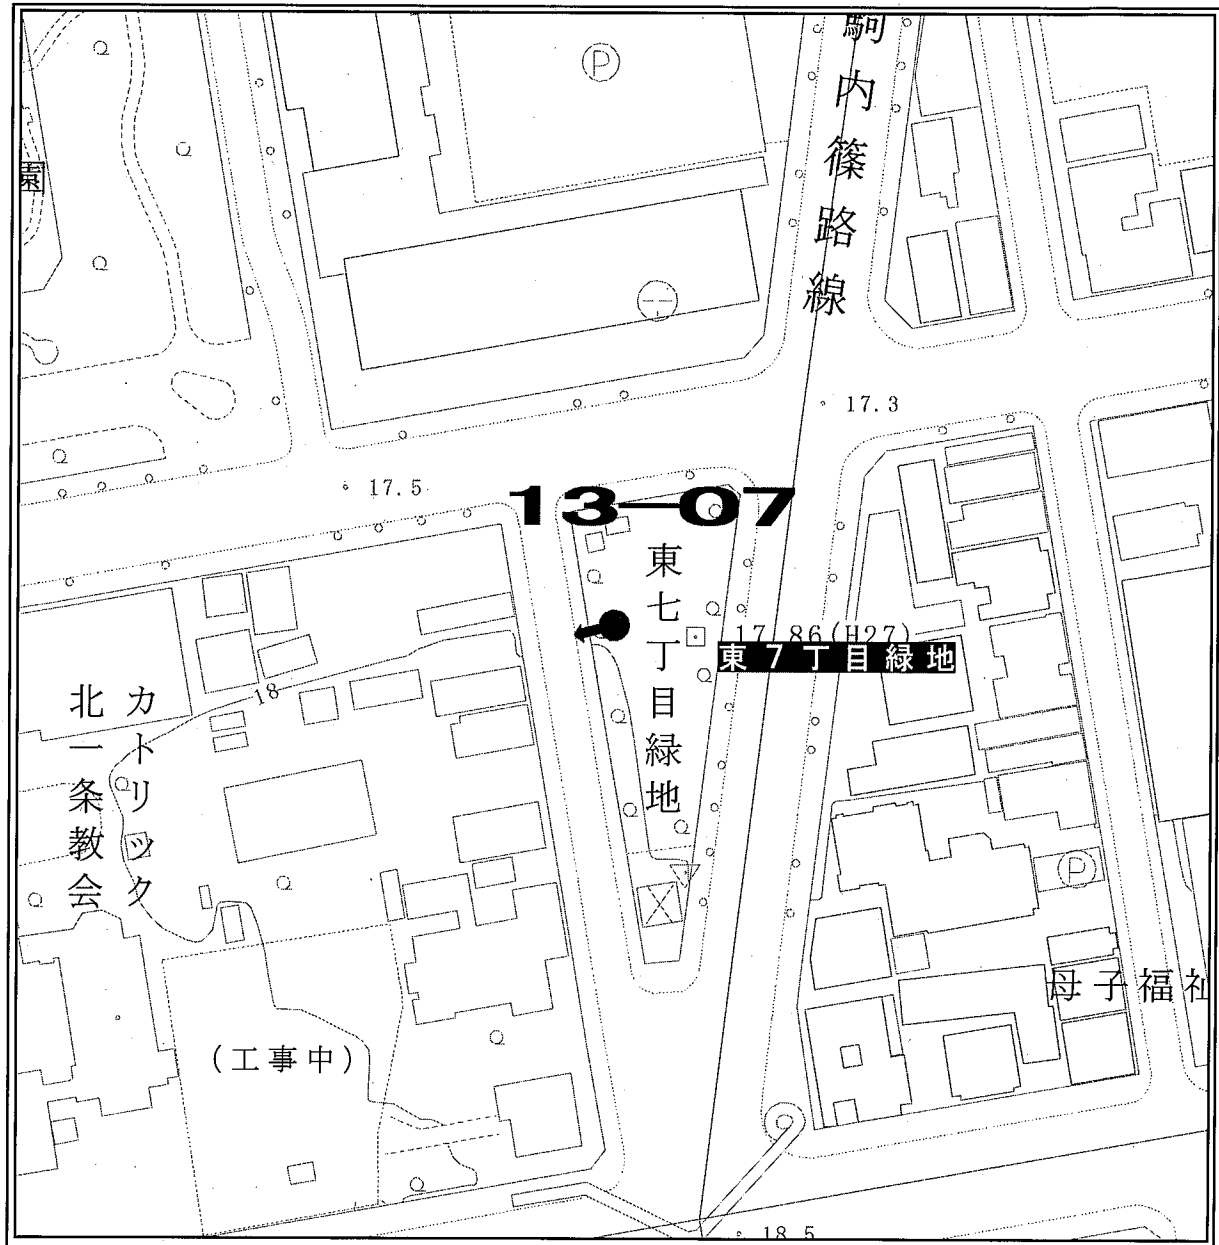 駒内篠路線
園
Ⓟ
17.3
17.5
13-07
東七丁目緑地
17.86(H27)
東7丁目緑地
18
カトリック
北一条教会
Ⓟ
母子福祉
(工事中)
18.5